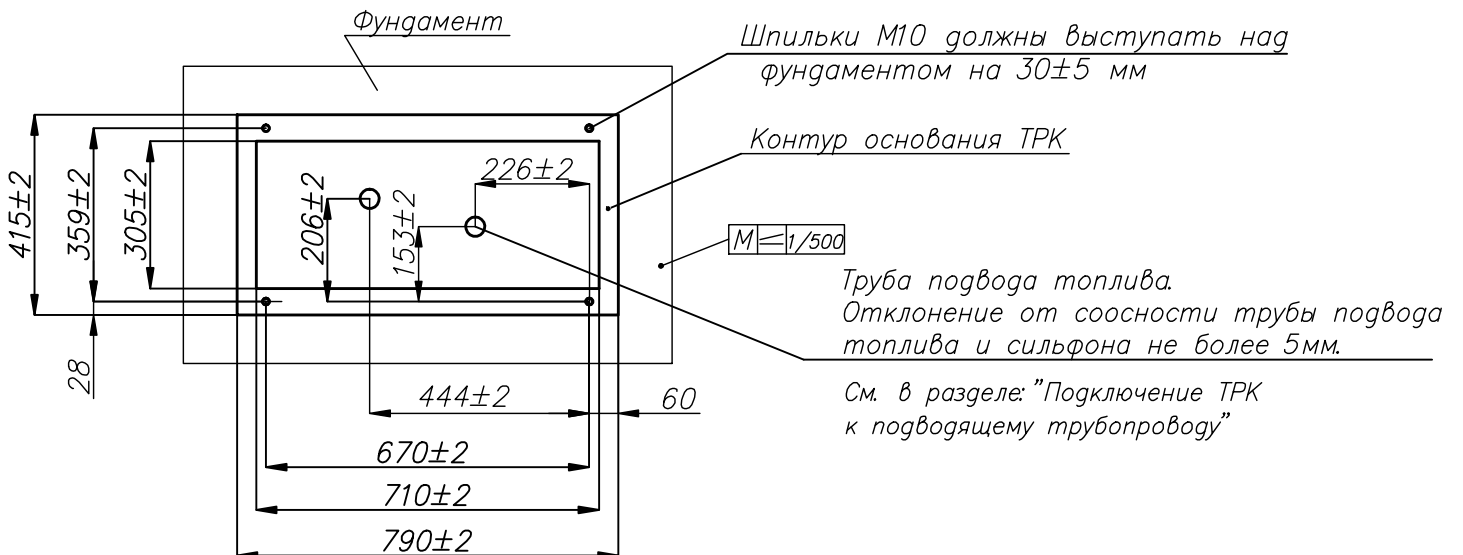 Фундамент
Шпильки М10 должны выступать над
фундаментом на 30±5 мм
Контур основания ТРК
226±2
415±2
359±2
305±2
206±2
153±2
М 1/500
Труба подвода топлива.
Отклонение от соосности трубы подвода
топлива и сильфона не более 5мм.
28
444±2
60
См. в разделе: "Подключение ТРК
к подводящему трубопроводу"
670±2
710±2
790±2